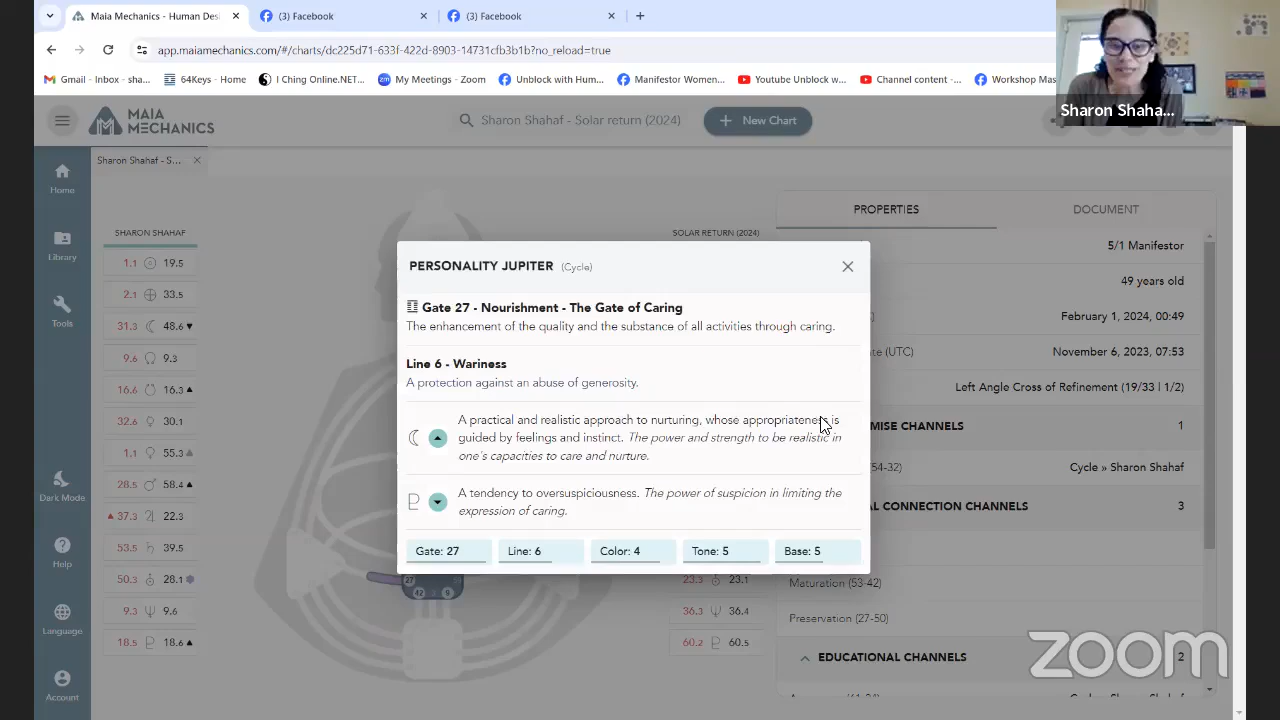 Maia Mechanics - Human Des
(3) Facebook
(3) Facebook
app.maiamechanics.com/#/charts/dc225d71-633f-422d-8903-14731cfb3b1b?no_reload=true
Gmail - Inbox - sha...
64Keys - Home
I Ching Online.NET...
My Meetings - Zoom
Unblock with Hum...
Manifestor Women...
Youtube Unblock w...
Channel content -...
Workshop Mas
Sharon Shaha...
MAIA MECHANICS
Sharon Shahaf - Solar return (2024)
New Chart
Sharon Shahaf - S...
Home
Library
Tools
Dark Mode
Help
Language
Account
SHARON SHAHAF
1.1 19.5
2.1 33.5
31.3 48.6
9.6 9.3
16.6 16.3
32.6 30.1
1.1 55.3
28.5 58.4
37.3
53.5 39.5
50.3 28.1
9.3 9.6
18.5 18.6
SOLAR RETURN (2024)
PERSONALITY JUPITER (Cycle)
Gate 27 - Nourishment - The Gate of Caring
The enhancement of the quality and the substance of all activities through caring.
Line 6 - Wariness
A protection against an abuse of generosity.
A practical and realistic approach to nurturing, whose appropriateness is
guided by feelings and instinct. The power and strength to be realistic in
one's capacities to care and nurture.
A tendency to oversuspiciousness. The power of suspicion in limiting the
expression of caring.
Gate: 27
Line: 6
Color: 4
Tone: 5
Base: 5
27
42
9
23.3 23.1
36.3 36.4
60.2 60.5
PROPERTIES
DOCUMENT
5/1 Manifestor
49 years old
February 1, 2024, 00:49
(UTC)
November 6, 2023, 07:53
Left Angle Cross of Refinement (19/33 | 1/2)
MISE CHANNELS
1
(54-32)
Cycle » Sharon Shahaf
AL CONNECTION CHANNELS
3
Maturation (53-42)
Preservation (27-50)
EDUCATIONAL CHANNELS
2
zoom